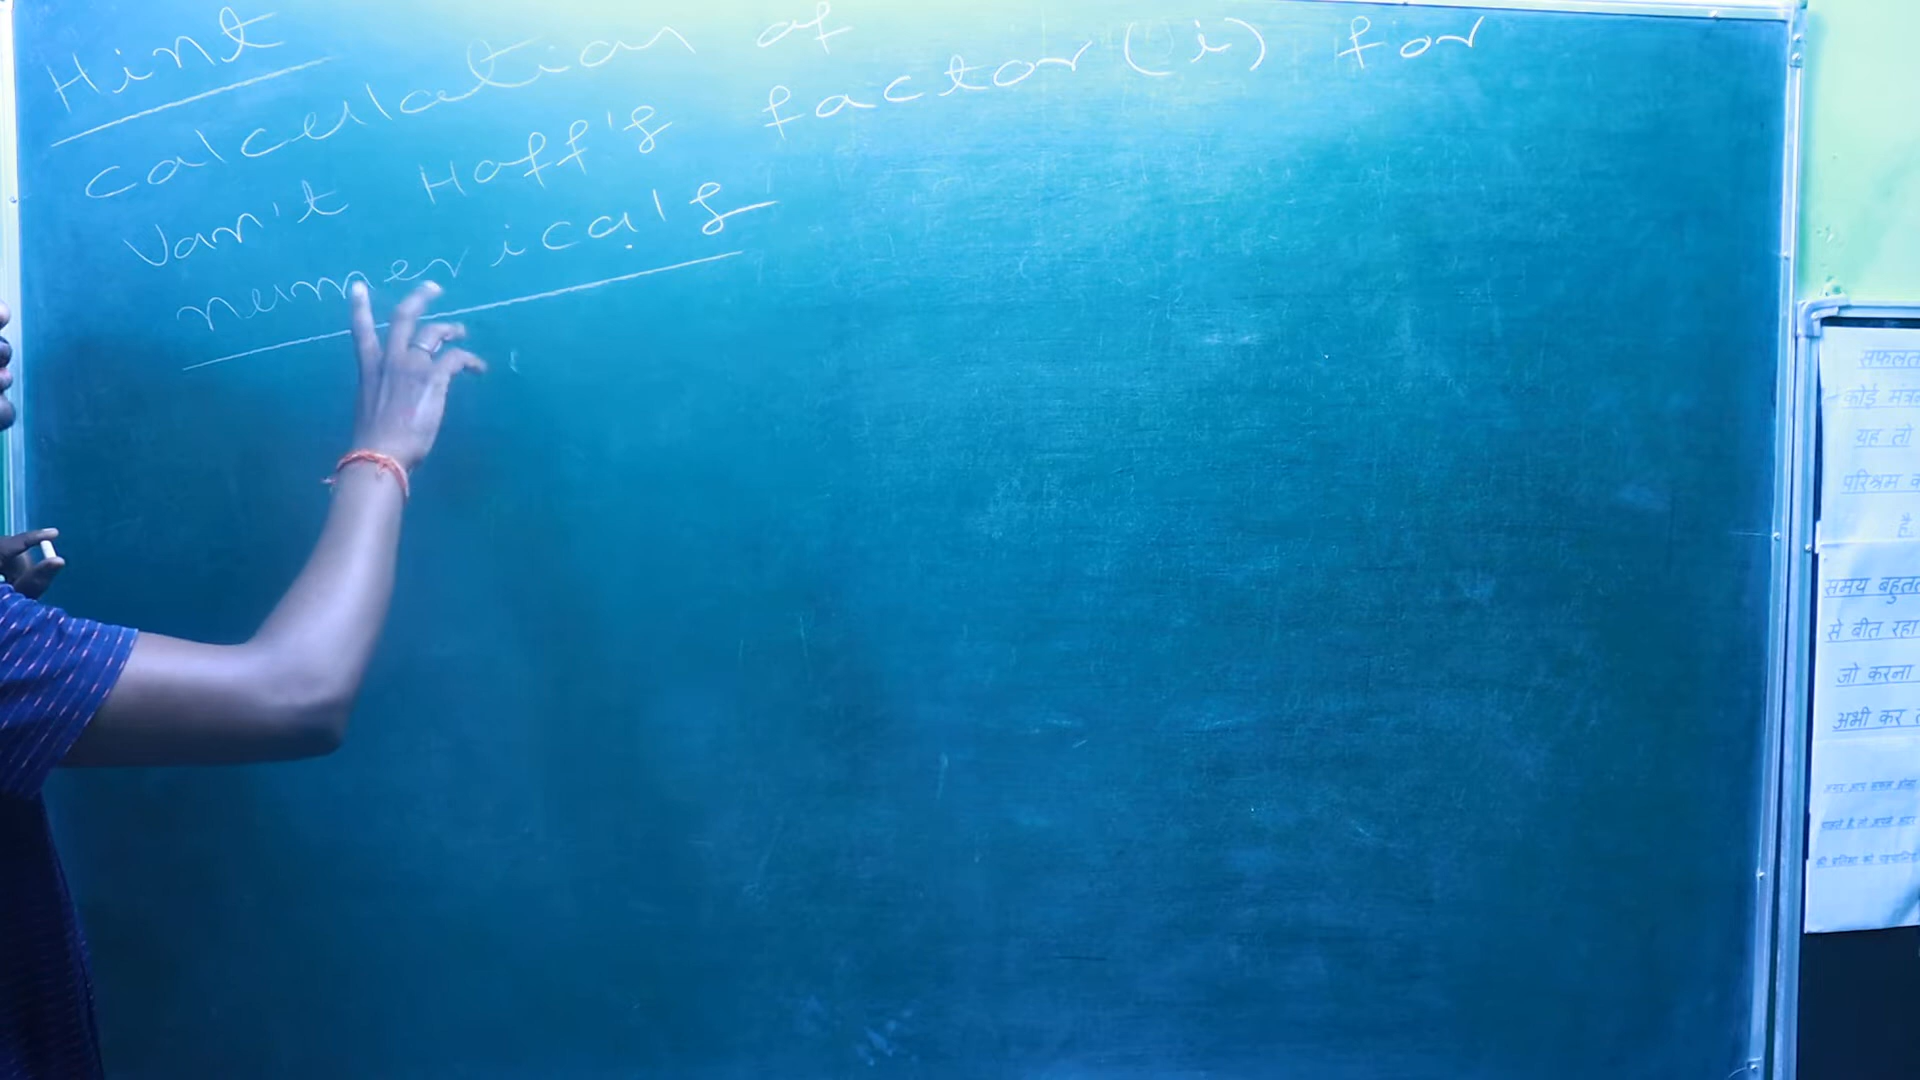 Hint
Calculation of
Van't Hoff's factor (i) for
numericals
सफलता
कोई मंत्र
यह तो
परिश्रम
है
समय बहुत
से बीत रहा
जो करना
अभी कर